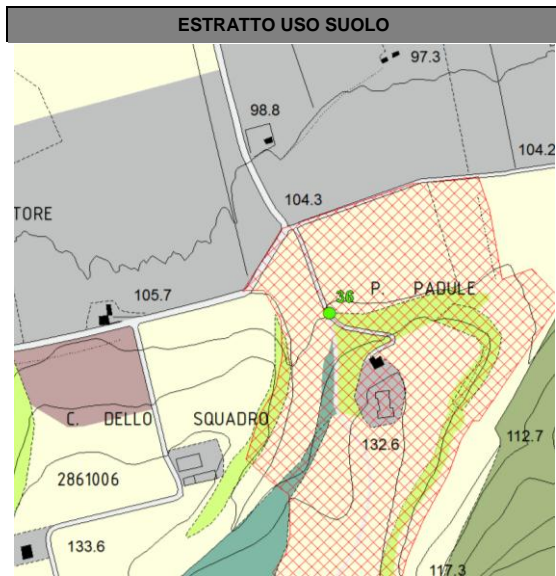 ESTRATTO USO SUOLO
97.3
98.8
104.2
104.3
TORE
36
P. PADULE
105.7
C. DELLO SQUADRO
132.6
112.7
2861006
133.6
117.3